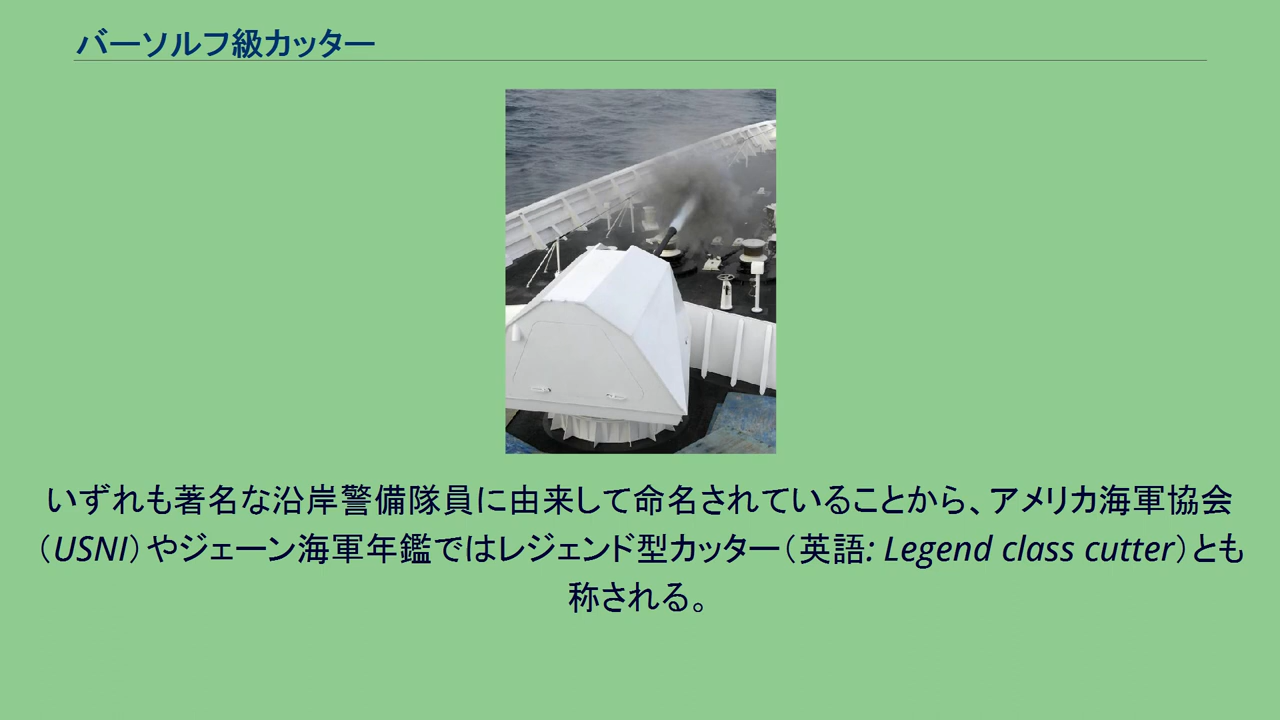 バーソルフ級カッター
いずれも著名な沿岸警備隊員に由来して命名されていることから、アメリカ海軍協会
（USNI）やジェーン海軍年鑑ではレジェンド型カッター（英語: Legend class cutter）とも
称される。